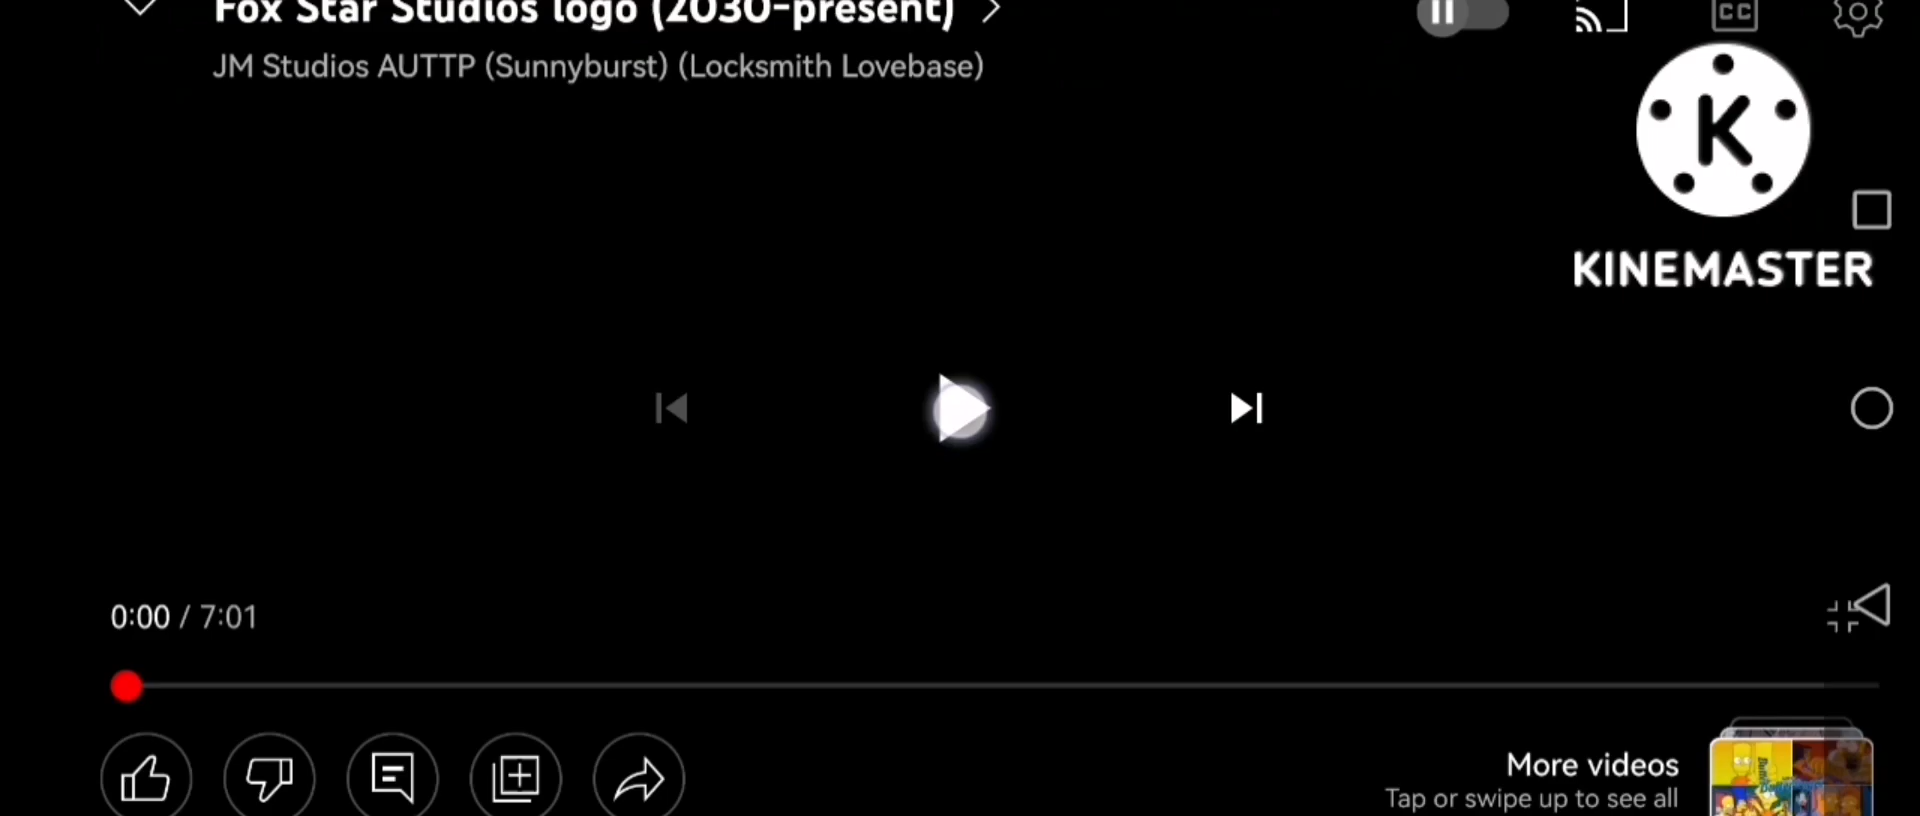 Fox Star Studios logo (2030-present)
JM Studios AUTTP (Sunnyburst) (Locksmith Lovebase)
CC
K
KINEMASTER
0:00 / 7:01
More videos
Tap or swipe up to see all